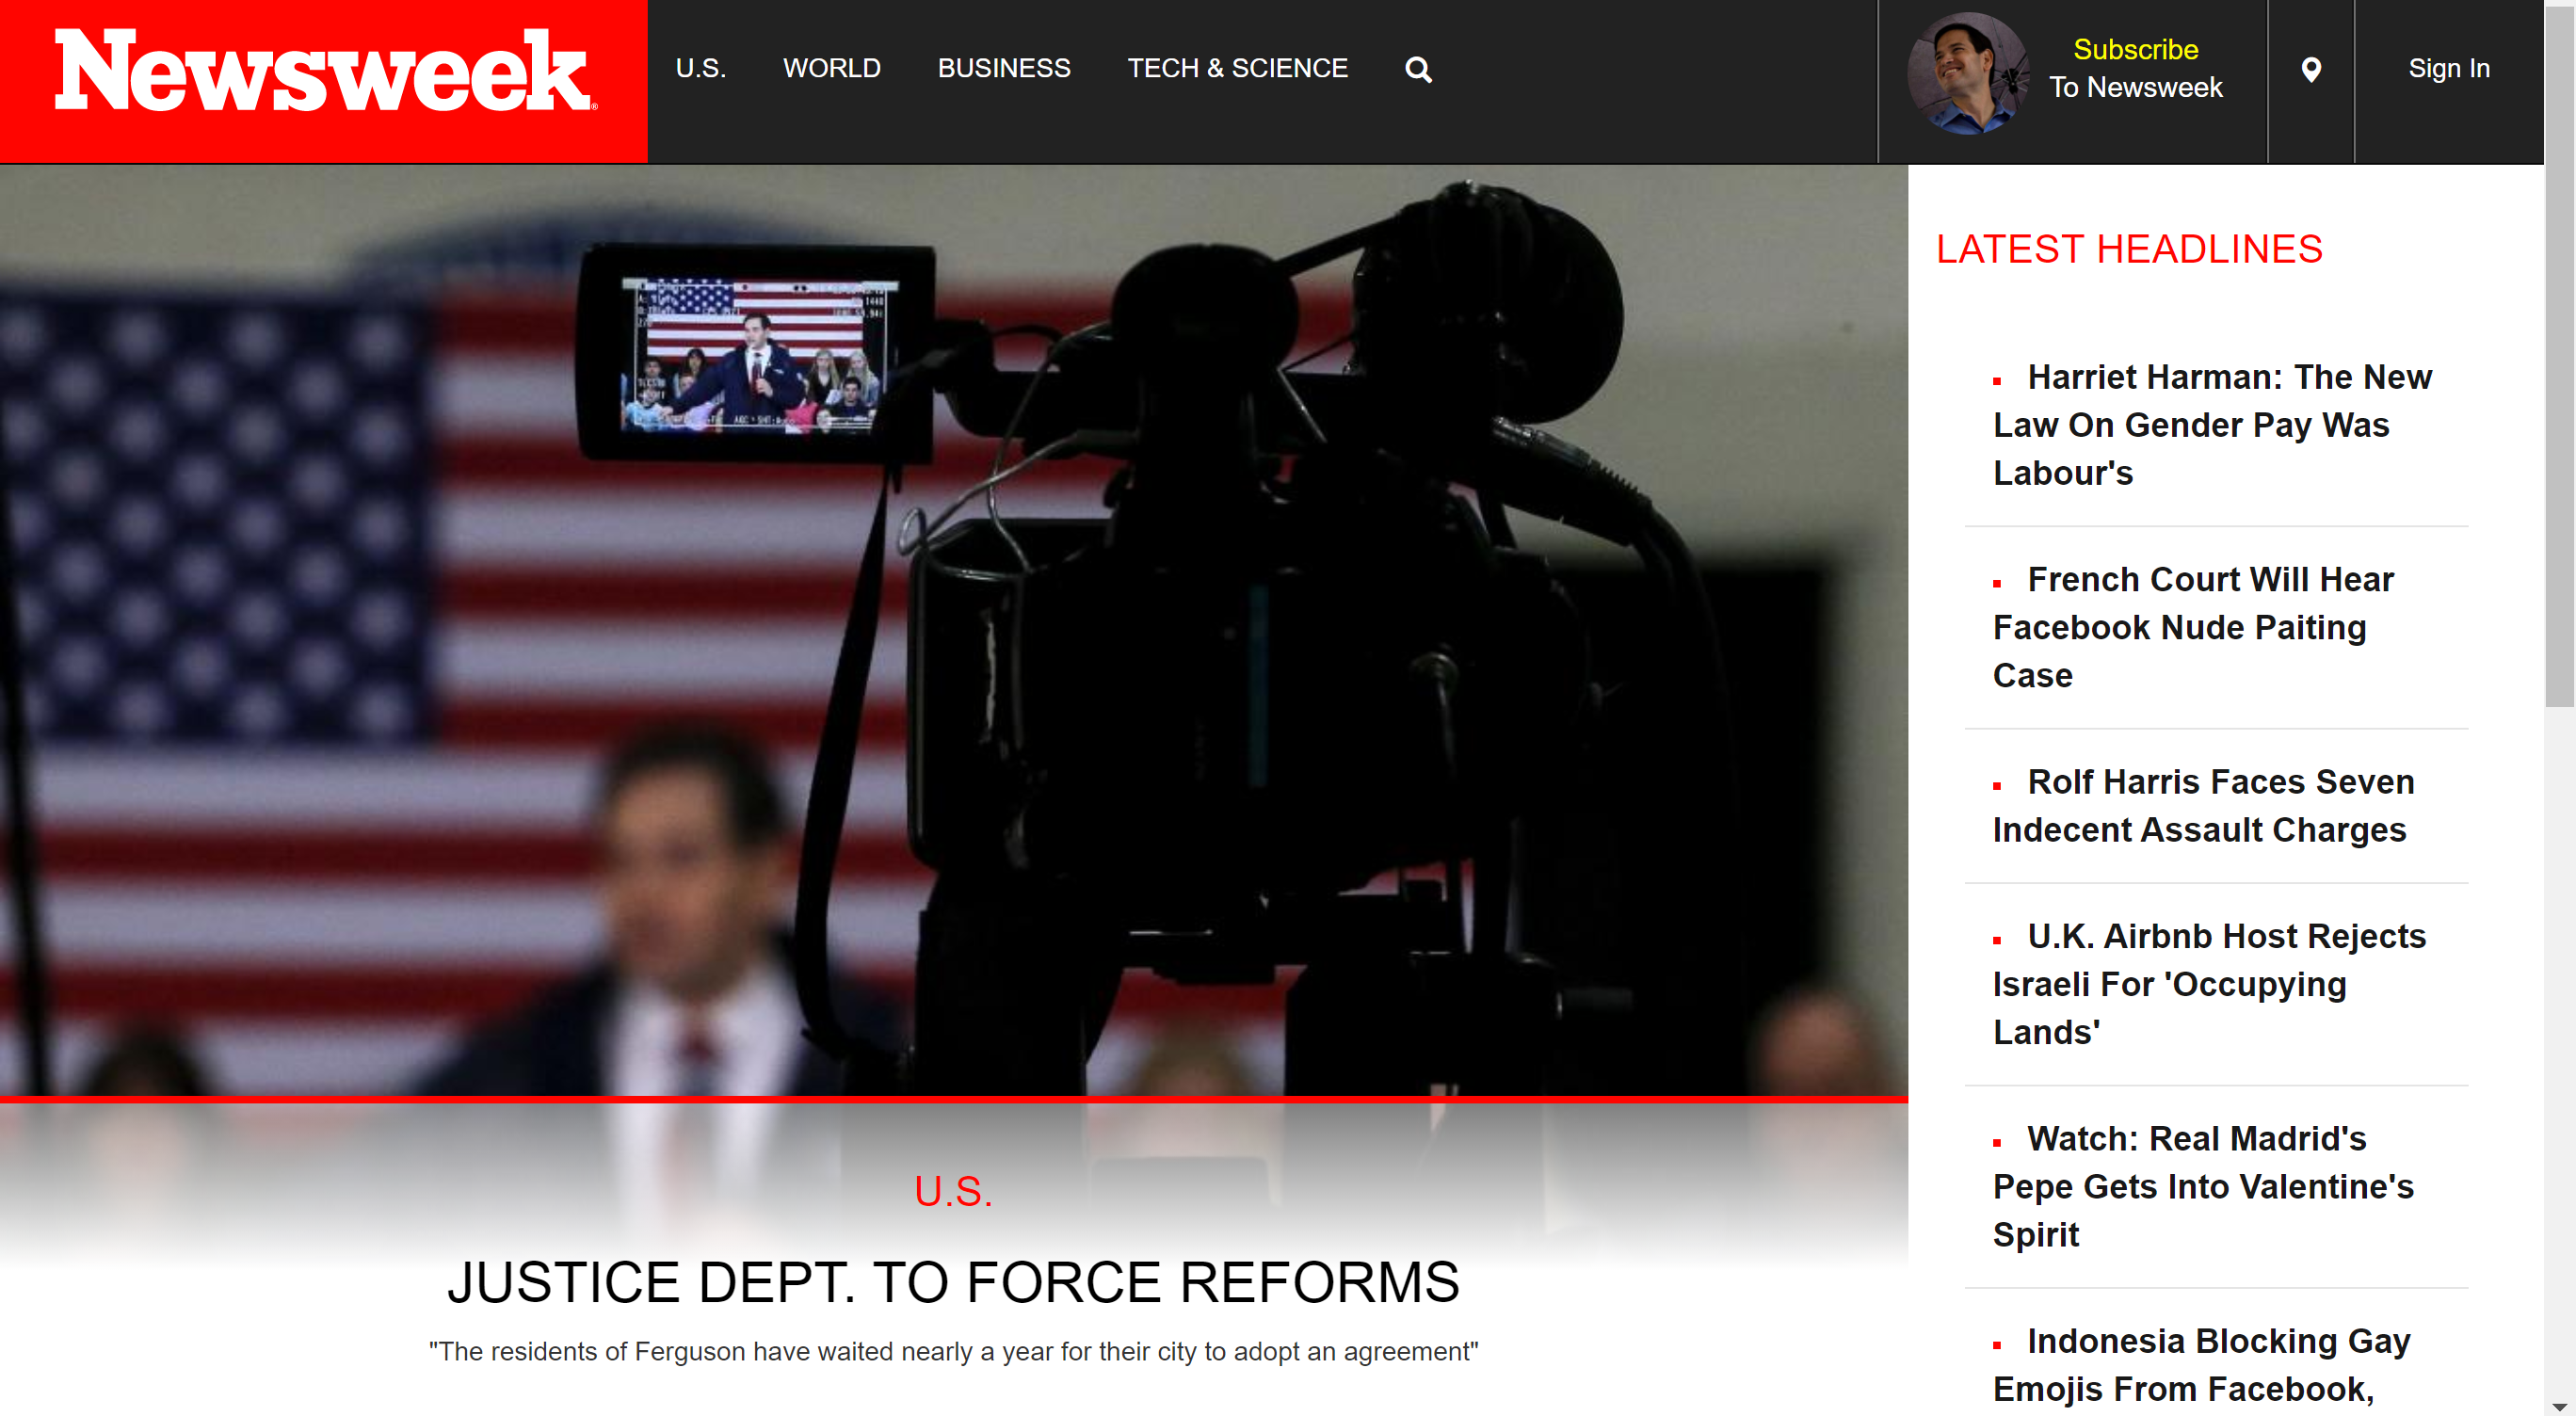 Newsweek
U.S.
WORLD
BUSINESS
TECH & SCIENCE
Subscribe
To Newsweek
Sign In
LATEST HEADLINES
Harriet Harman: The New
Law On Gender Pay Was
Labour's
French Court Will Hear
Facebook Nude Paiting
Case
Rolf Harris Faces Seven
Indecent Assault Charges
U.K. Airbnb Host Rejects
Israeli For 'Occupying
Lands'
Watch: Real Madrid's
Pepe Gets Into Valentine's
Spirit
Indonesia Blocking Gay
Emojis From Facebook,
U.S.
JUSTICE DEPT. TO FORCE REFORMS
"The residents of Ferguson have waited nearly a year for their city to adopt an agreement"